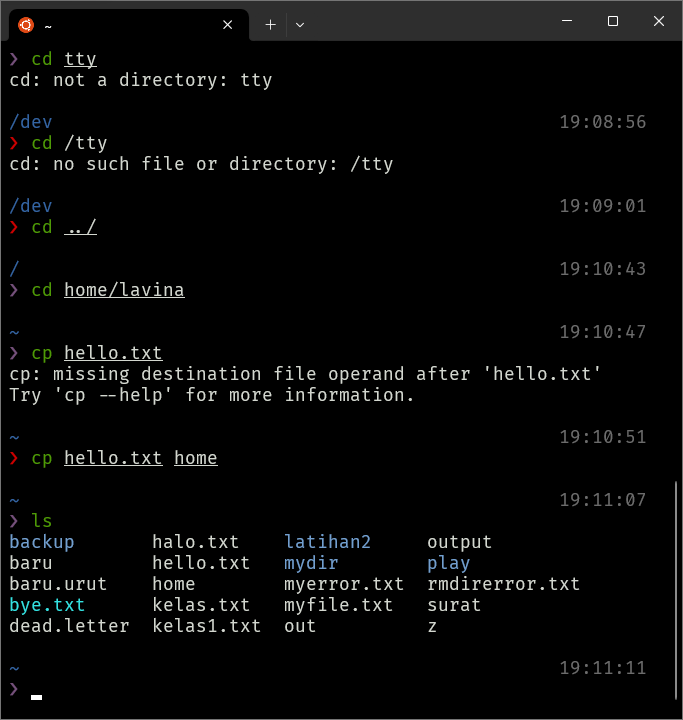 ~
❯ cd tty
cd: not a directory: tty
/dev 19:08:56
❯ cd /tty
cd: no such file or directory: /tty
/dev 19:09:01
❯ cd ../
/ 19:10:43
❯ cd home/lavina
~ 19:10:47
❯ cp hello.txt
cp: missing destination file operand after 'hello.txt'
Try 'cp --help' for more information.
~ 19:10:51
❯ cp hello.txt home
~ 19:11:07
❯ ls
backup halo.txt latihan2 output
baru hello.txt mydir play
baru.urut home myerror.txt rmdirerror.txt
bye.txt kelas.txt myfile.txt surat
dead.letter kelas1.txt out z
~ 19:11:11
❯